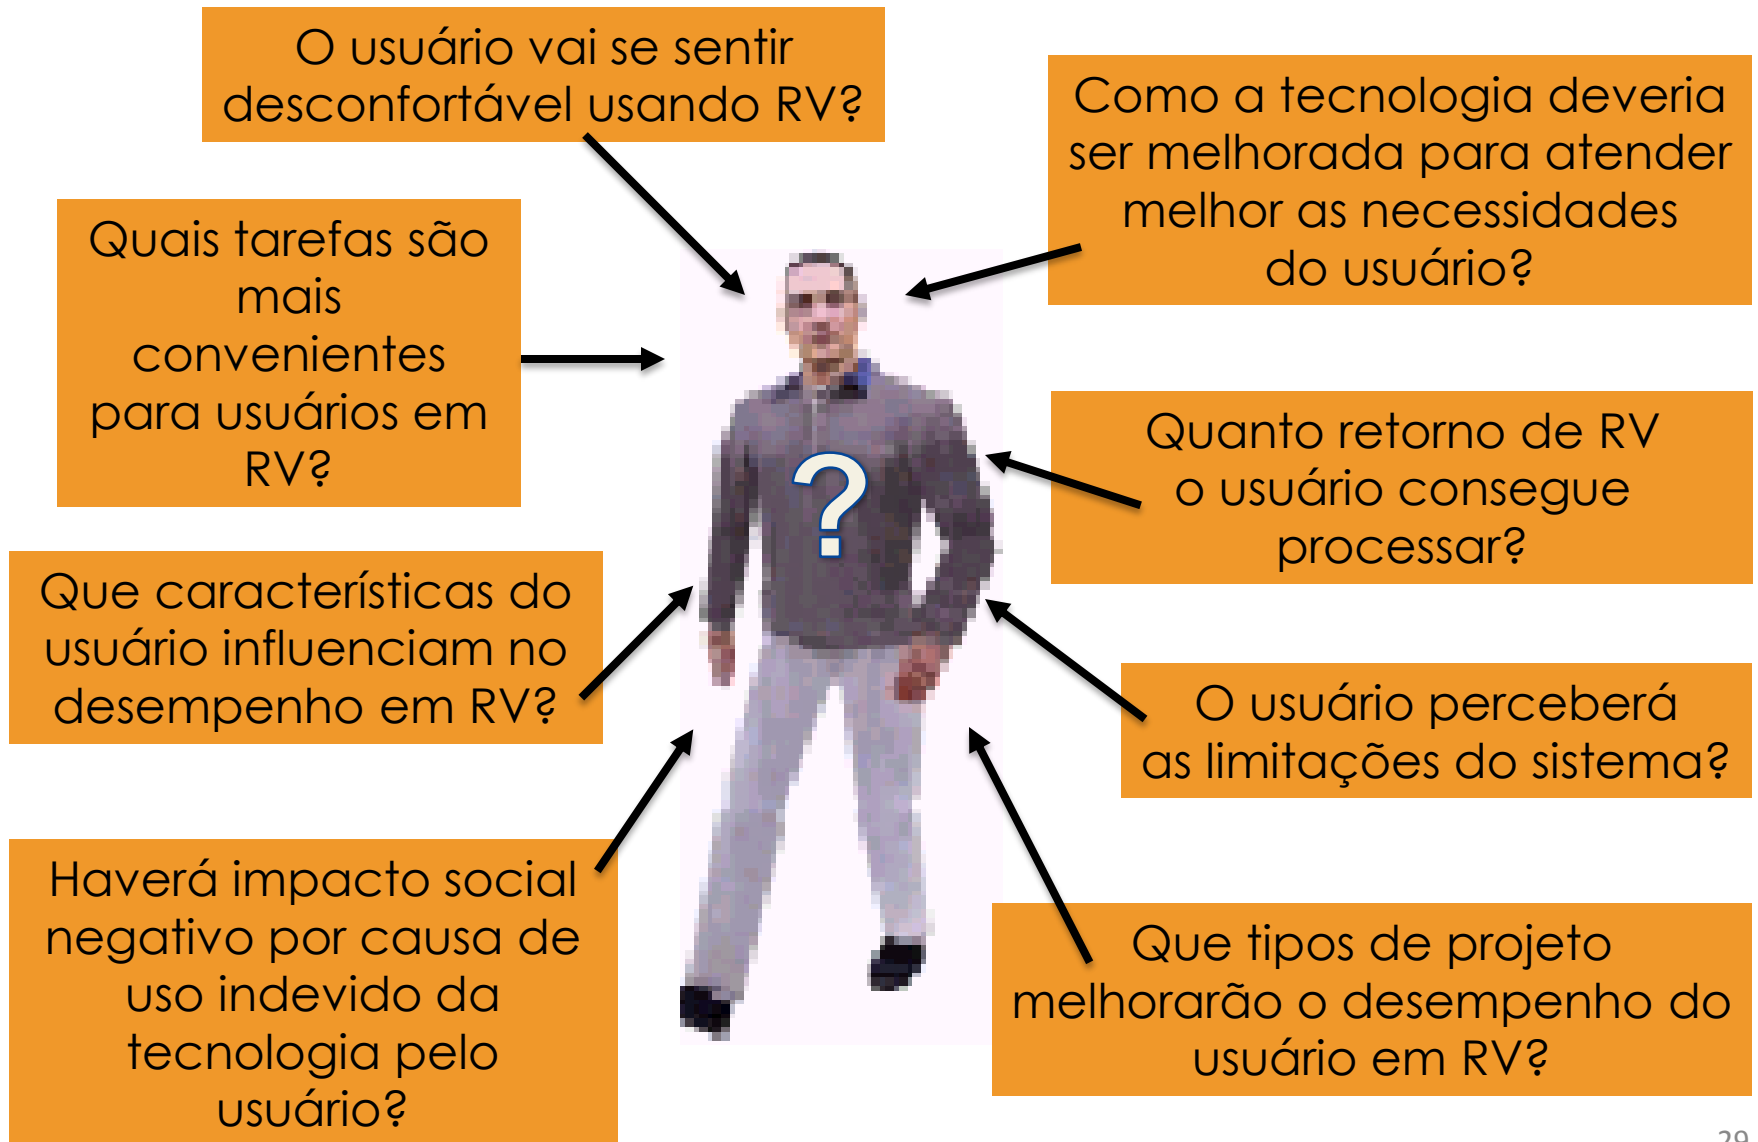 O usuário vai se sentir
desconfortável usando RV?
Como a tecnologia deveria
ser melhorada para atender
melhor as necessidades
do usuário?
Quais tarefas são
mais
convenientes
para usuários em
RV?
Quanto retorno de RV
o usuário consegue
processar?
?
Que características do
usuário influenciam no
desempenho em RV?
O usuário perceberá
as limitações do sistema?
Haverá impacto social
negativo por causa de
uso indevido da
tecnologia pelo
usuário?
Que tipos de projeto
melhorarão o desempenho do
usuário em RV?
29